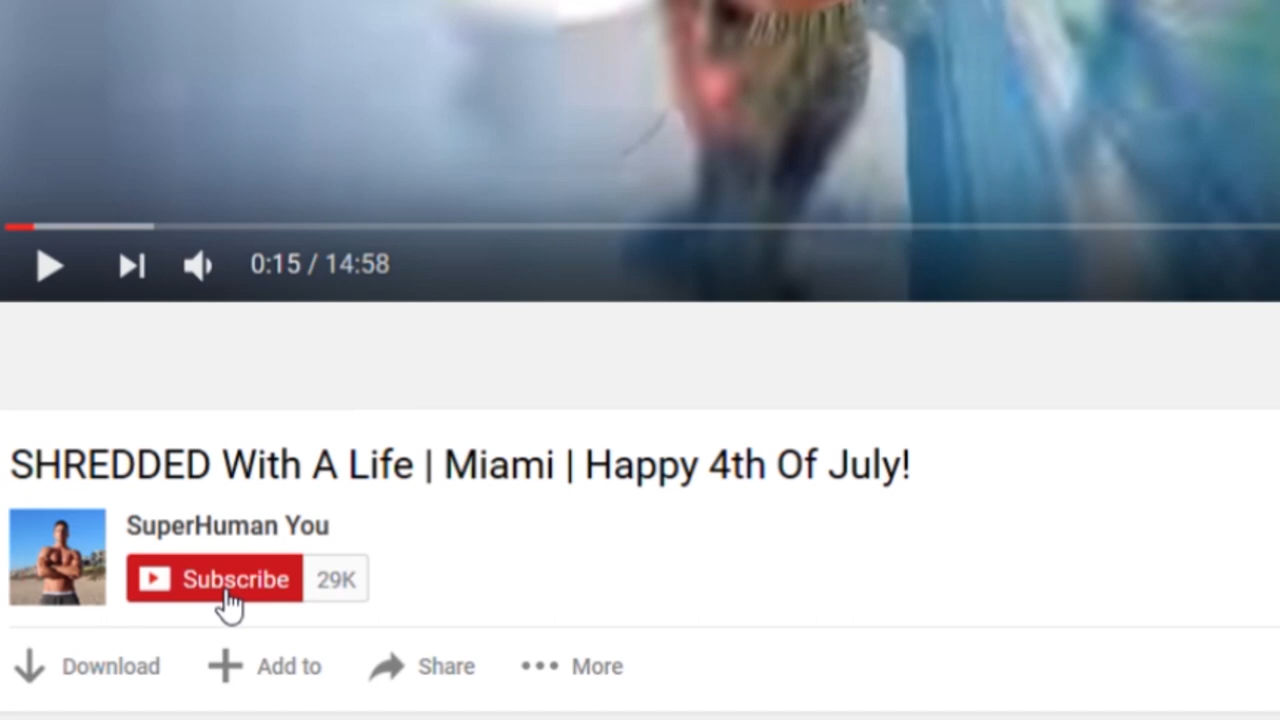 0:15 / 14:58
SHREDDED With A Life | Miami | Happy 4th Of July!
SuperHuman You
Subscribe 29K
Download Add to Share More